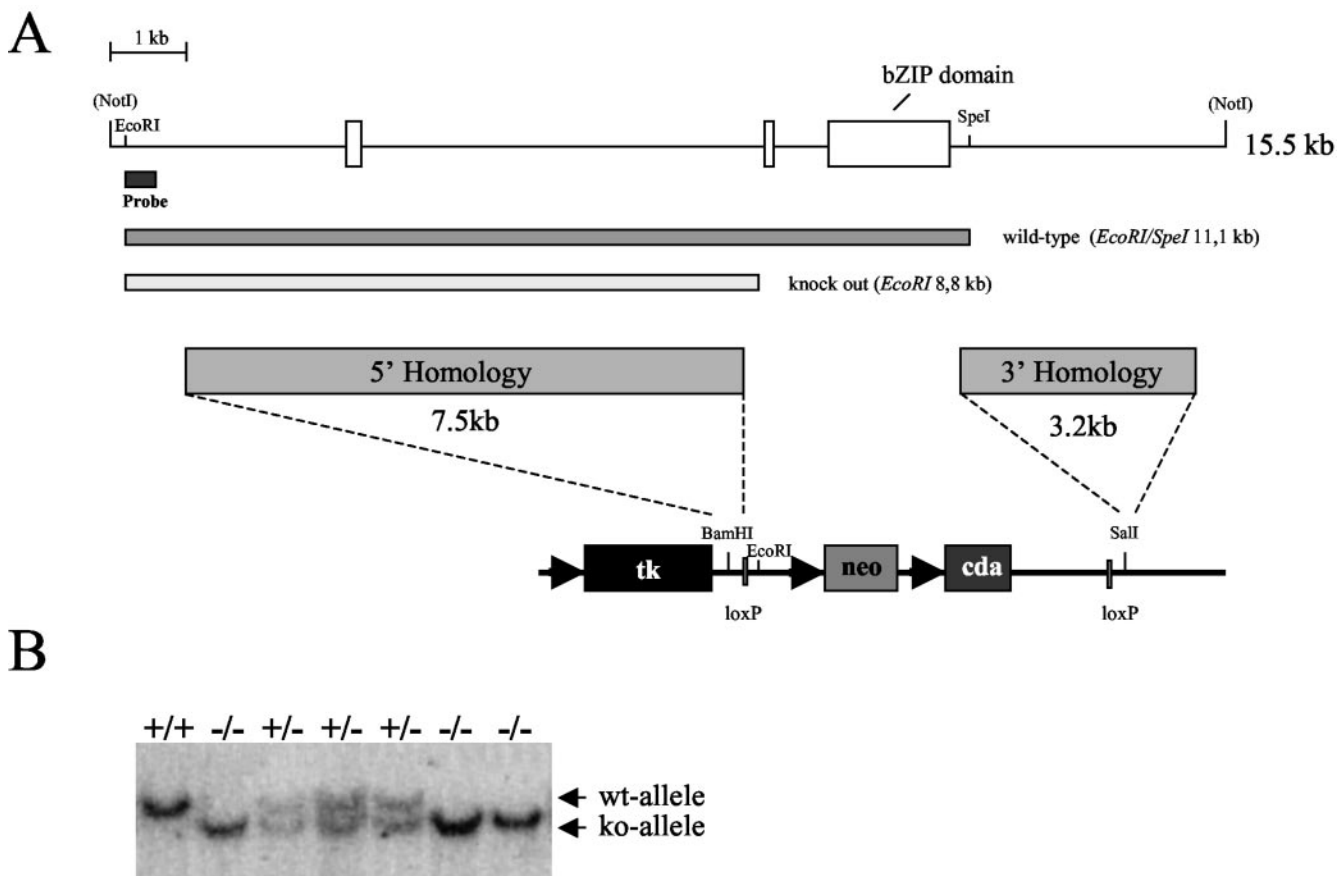 A
1 kb
bZIP domain
(NotI)
EcoRI
SpeI
(NotI)
15.5 kb
Probe
wild-type (EcoRI/SpeI 11,1 kb)
knock out (EcoRI 8,8 kb)
5’ Homology
3’ Homology
7.5kb
3.2kb
BamHI
EcoRI
SalI
tk
neo
cda
loxP
loxP
B
+/+ -/- +/- +/- +/- -/- -/-
wt-allele
ko-allele